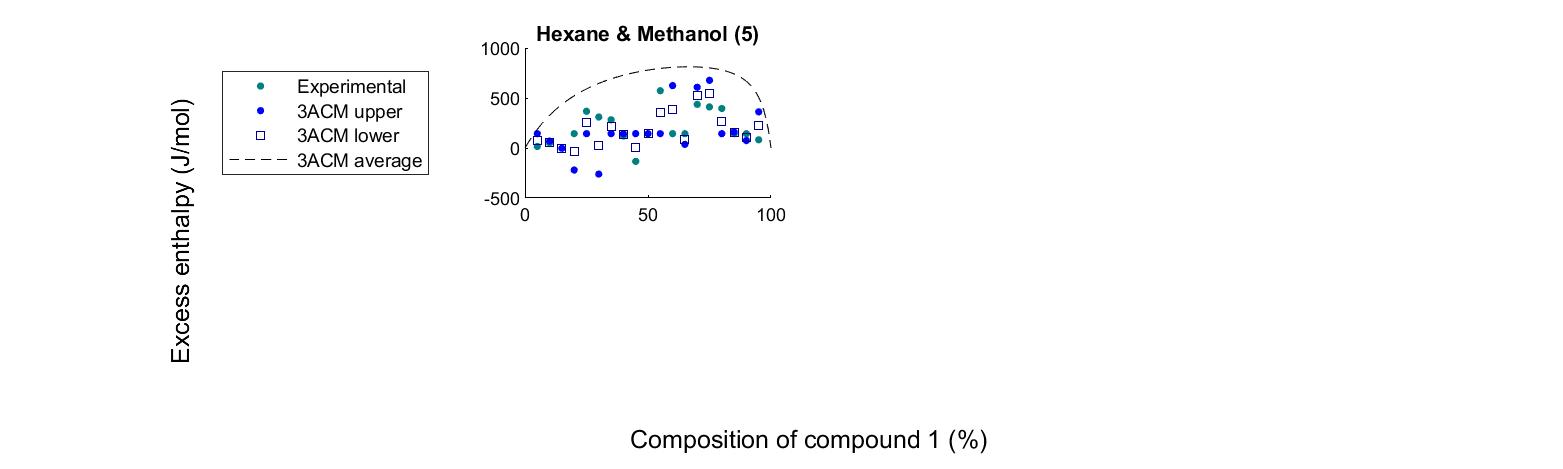 Hexane & Methanol (5)
1000
500
0
-500
0
50
100
Experimental
3ACM upper
3ACM lower
3ACM average
Excess enthalpy (J/mol)
Composition of compound 1 (%)